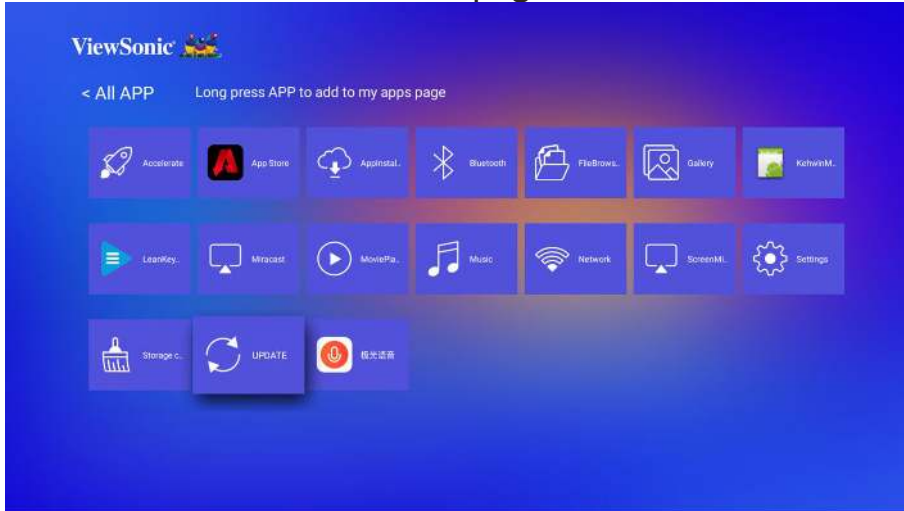 ViewSonic
< All APP Long press APP to add to my apps page
Accelerate App Store AppInstal.. Bluetooth FileBrows.. Gallery KehwinM..
LeanKey.. Miracast MoviePla.. Music Network ScreenMi.. Settings
Storage c.. UPDATE 极光语音